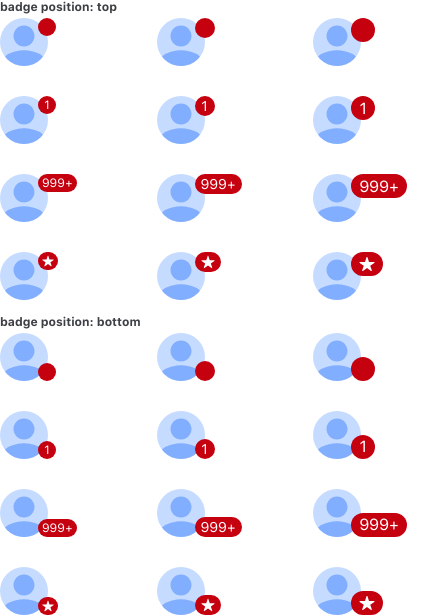 badge position: top
1 1 1
999+ 999+ 999+
badge position: bottom
1 1 1
999+ 999+ 999+